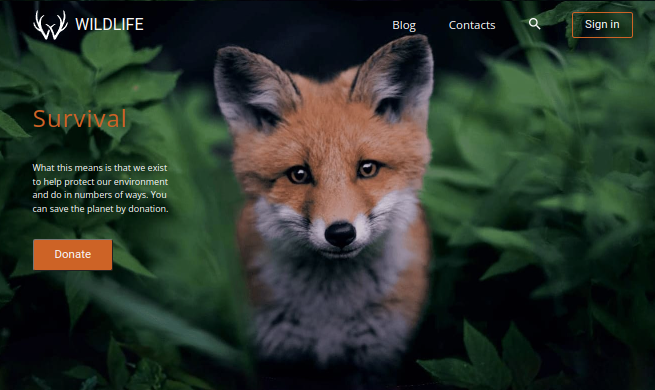 WILDLIFE
Blog
Contacts
Sign in
Survival
What this means is that we exist
to help protect our environment
and do in numbers of ways. You
can save the planet by donation.
Donate